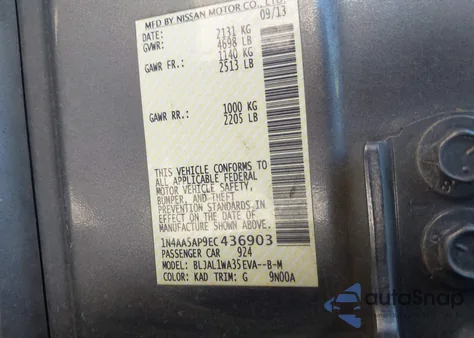 MFD BY NISSAN MOTOR CO., LTD.
DATE: 09/13
GVWR: 2131 KG
4698 LB
GAWR FR.: 1140 KG
2513 LB
GAWR RR.: 1000 KG
2205 LB
THIS VEHICLE CONFORMS TO
ALL APPLICABLE FEDERAL
MOTOR VEHICLE SAFETY,
BUMPER, AND THEFT
PREVENTION STANDARDS IN
EFFECT ON THE DATE OF
MANUFACTURE SHOWN ABOVE.
1N4AA5AP9EC436903
PASSENGER CAR 924
MODEL: BLJAL1WA35EVA--B-M
COLOR: KAD TRIM: G 9N00A
autoSnap